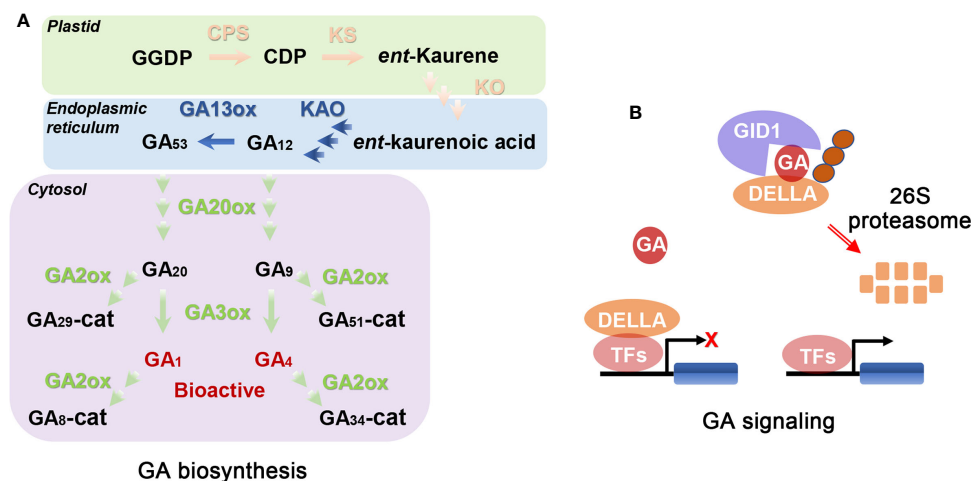 A
Plastid
CPS
KS
GGDP
CDP
ent-Kaurene
KO
Endoplasmic
reticulum
GA13ox
KAO
GA53
GA12
ent-kaurenoic acid
Cytosol
GA20ox
GA20
GA9
GA2ox
GA2ox
GA29-cat
GA3ox
GA51-cat
GA1
GA4
Bioactive
GA2ox
GA2ox
GA8-cat
GA34-cat
GA biosynthesis
B
GID1
GA
DELLA
26S
proteasome
GA
DELLA
TFs
X
TFs
GA signaling